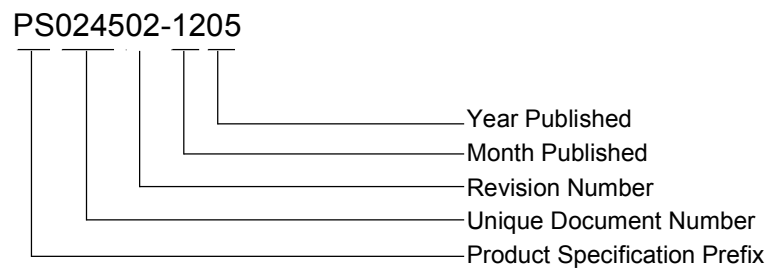 PS024502-1205
Year Published
Month Published
Revision Number
Unique Document Number
Product Specification Prefix